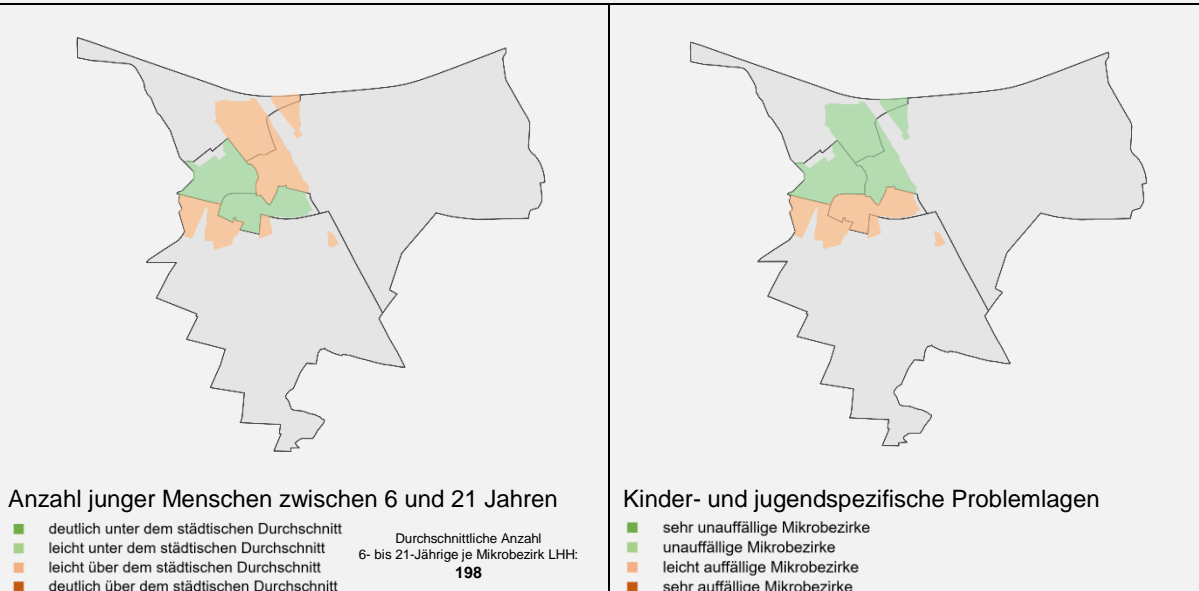 Anzahl junger Menschen zwischen 6 und 21 Jahren
deutlich unter dem städtischen Durchschnitt
leicht unter dem städtischen Durchschnitt
leicht über dem städtischen Durchschnitt
deutlich über dem städtischen Durchschnitt
Durchschnittliche Anzahl
6- bis 21-Jährige je Mikrobezirk LHH:
198
Kinder- und jugendspezifische Problemlagen
sehr unauffällige Mikrobezirke
unauffällige Mikrobezirke
leicht auffällige Mikrobezirke
sehr auffällige Mikrobezirke